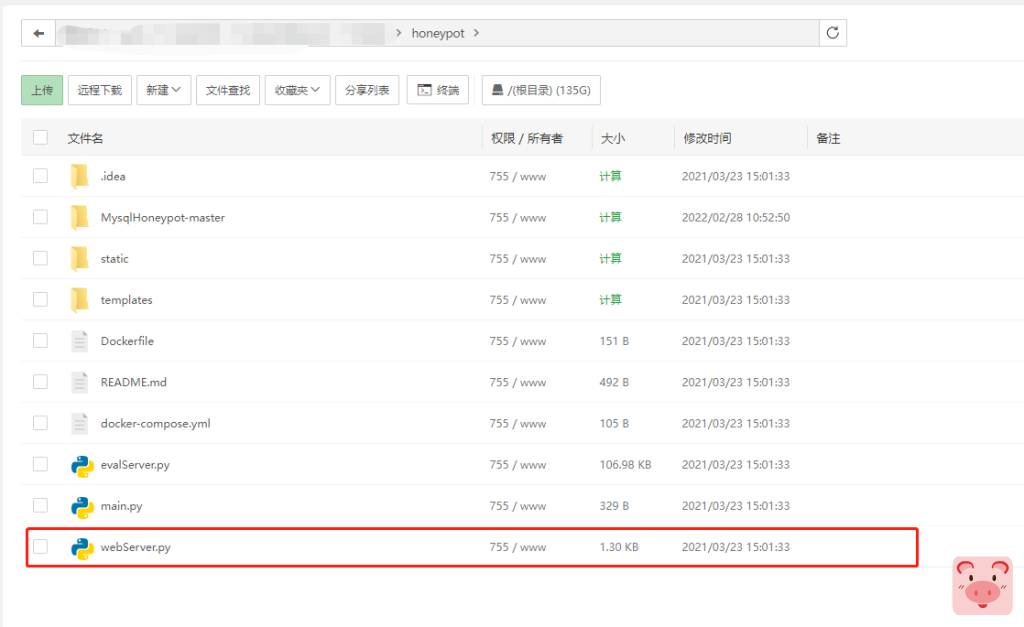 honeypot
上传 远程下载 新建 文件查找 收藏夹 分享列表 终端 /(根目录) (135G)
文件名 权限 / 所有者 大小 修改时间 备注
.idea 755 / www 计算 2021/03/23 15:01:33
MysqlHoneypot-master 755 / www 计算 2022/02/28 10:52:50
static 755 / www 计算 2021/03/23 15:01:33
templates 755 / www 计算 2021/03/23 15:01:33
Dockerfile 755 / www 151 B 2021/03/23 15:01:33
README.md 755 / www 492 B 2021/03/23 15:01:33
docker-compose.yml 755 / www 105 B 2021/03/23 15:01:33
evalServer.py 755 / www 106.98 KB 2021/03/23 15:01:33
main.py 755 / www 329 B 2021/03/23 15:01:33
webServer.py 755 / www 1.30 KB 2021/03/23 15:01:33